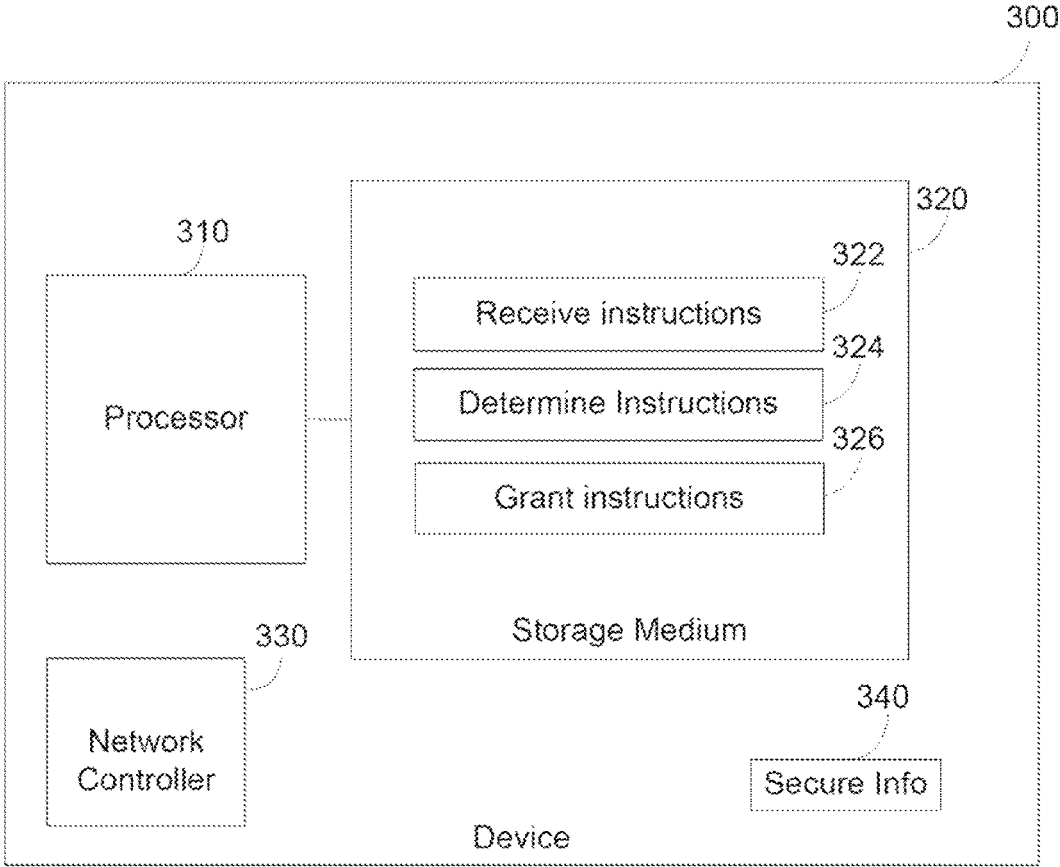 300
320
310
322
Receive instructions
324
Processor
Determine Instructions
326
Grant instructions
Storage Medium
330
340
Network
Controller
Secure Info
Device